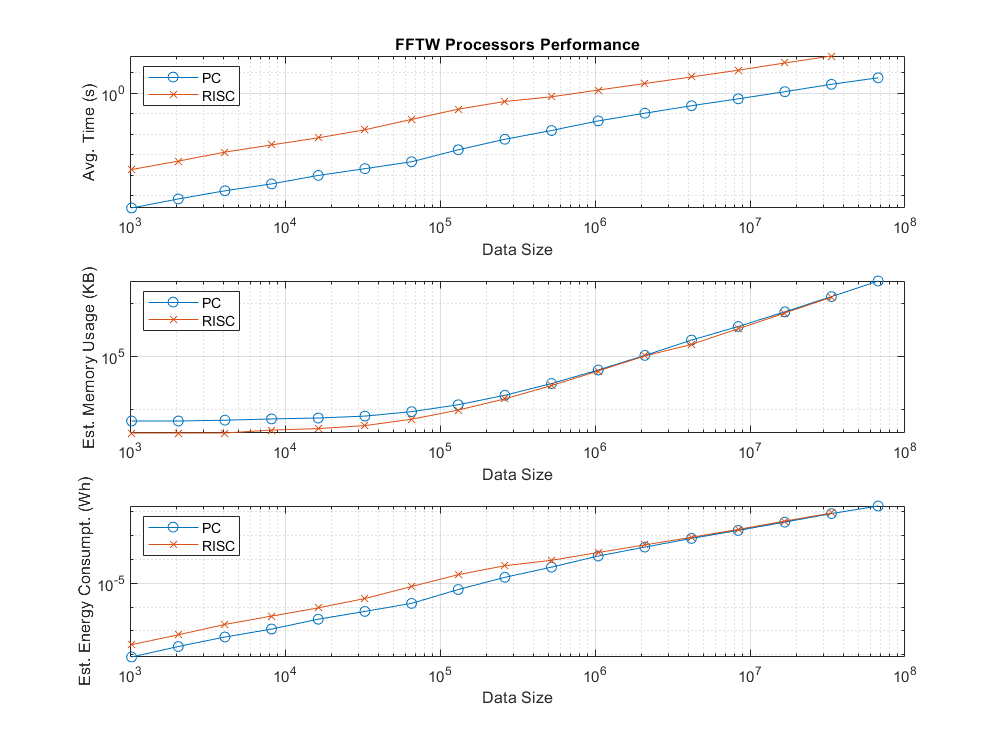 FFTW Processors Performance
Avg. Time (s)
10^0
PC
RISC
10^3 10^4 10^5 10^6 10^7 10^8
Data Size
Est. Memory Usage (KB)
10^5
PC
RISC
10^3 10^4 10^5 10^6 10^7 10^8
Data Size
Est. Energy Consumpt. (Wh)
10^-5
PC
RISC
10^3 10^4 10^5 10^6 10^7 10^8
Data Size